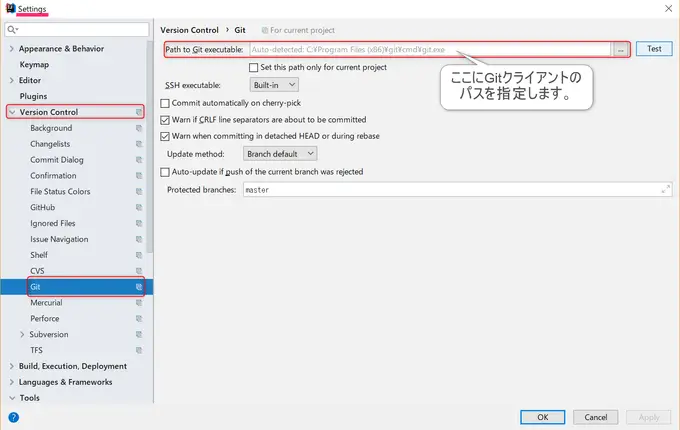 Settings
Appearance & Behavior
Keymap
Editor
Plugins
Version Control
Background
Changelists
Commit Dialog
Confirmation
File Status Colors
GitHub
Ignored Files
Issue Navigation
Shelf
CVS
Git
Mercurial
Perforce
Subversion
TFS
Build, Execution, Deployment
Languages & Frameworks
Tools
Version Control › Git For current project
Path to Git executable: Auto-detected: C:¥Program Files (x86)¥git¥cmd¥git.exe ... Test
Set this path only for current project
SSH executable: Built-in
Commit automatically on cherry-pick
Warn if CRLF line separators are about to be committed
Warn when committing in detached HEAD or during rebase
Update method: Branch default
Auto-update if push of the current branch was rejected
Protected branches: master
ここにGitクライアントの
パスを指定します。
? OK Cancel Apply